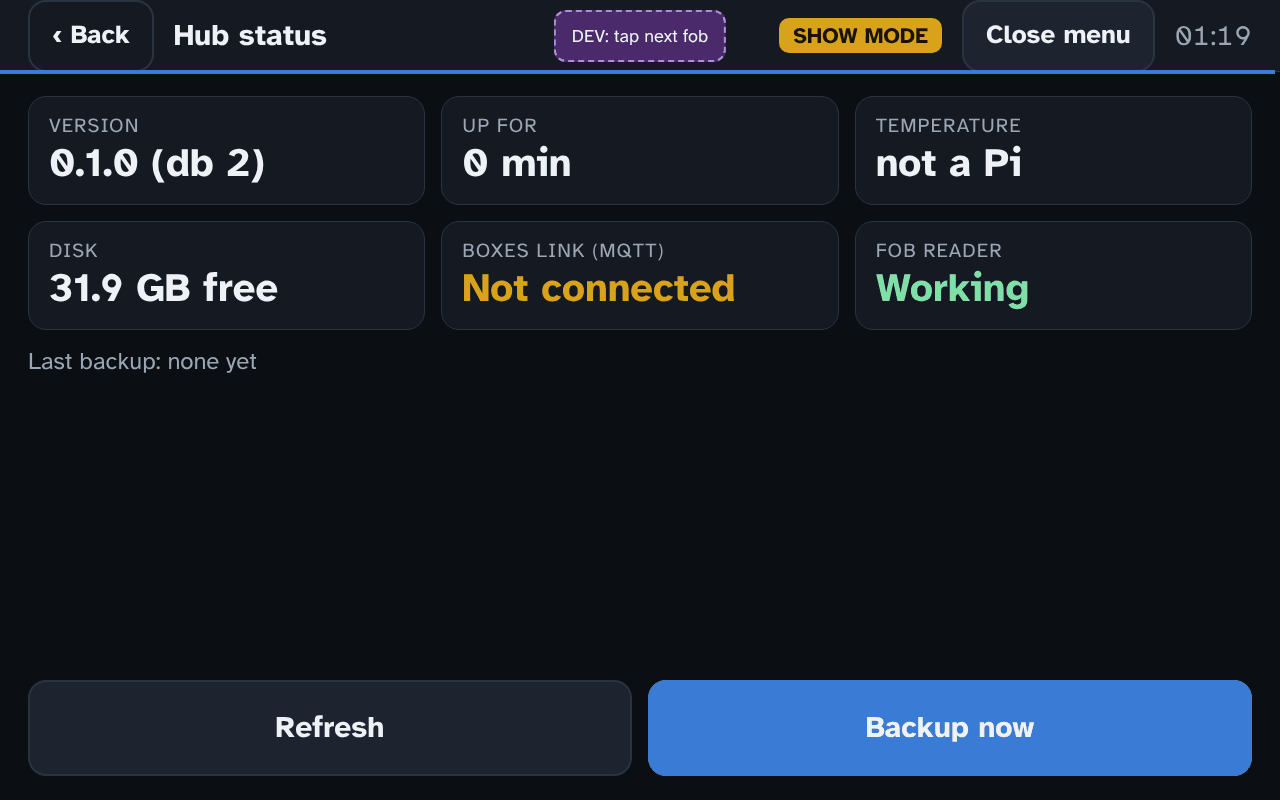 ‹ Back Hub status DEV: tap next fob SHOW MODE Close menu 01:19
VERSION UP FOR TEMPERATURE
0.1.0 (db 2) 0 min not a Pi
DISK BOXES LINK (MQTT) FOB READER
31.9 GB free Not connected Working
Last backup: none yet
Refresh Backup now